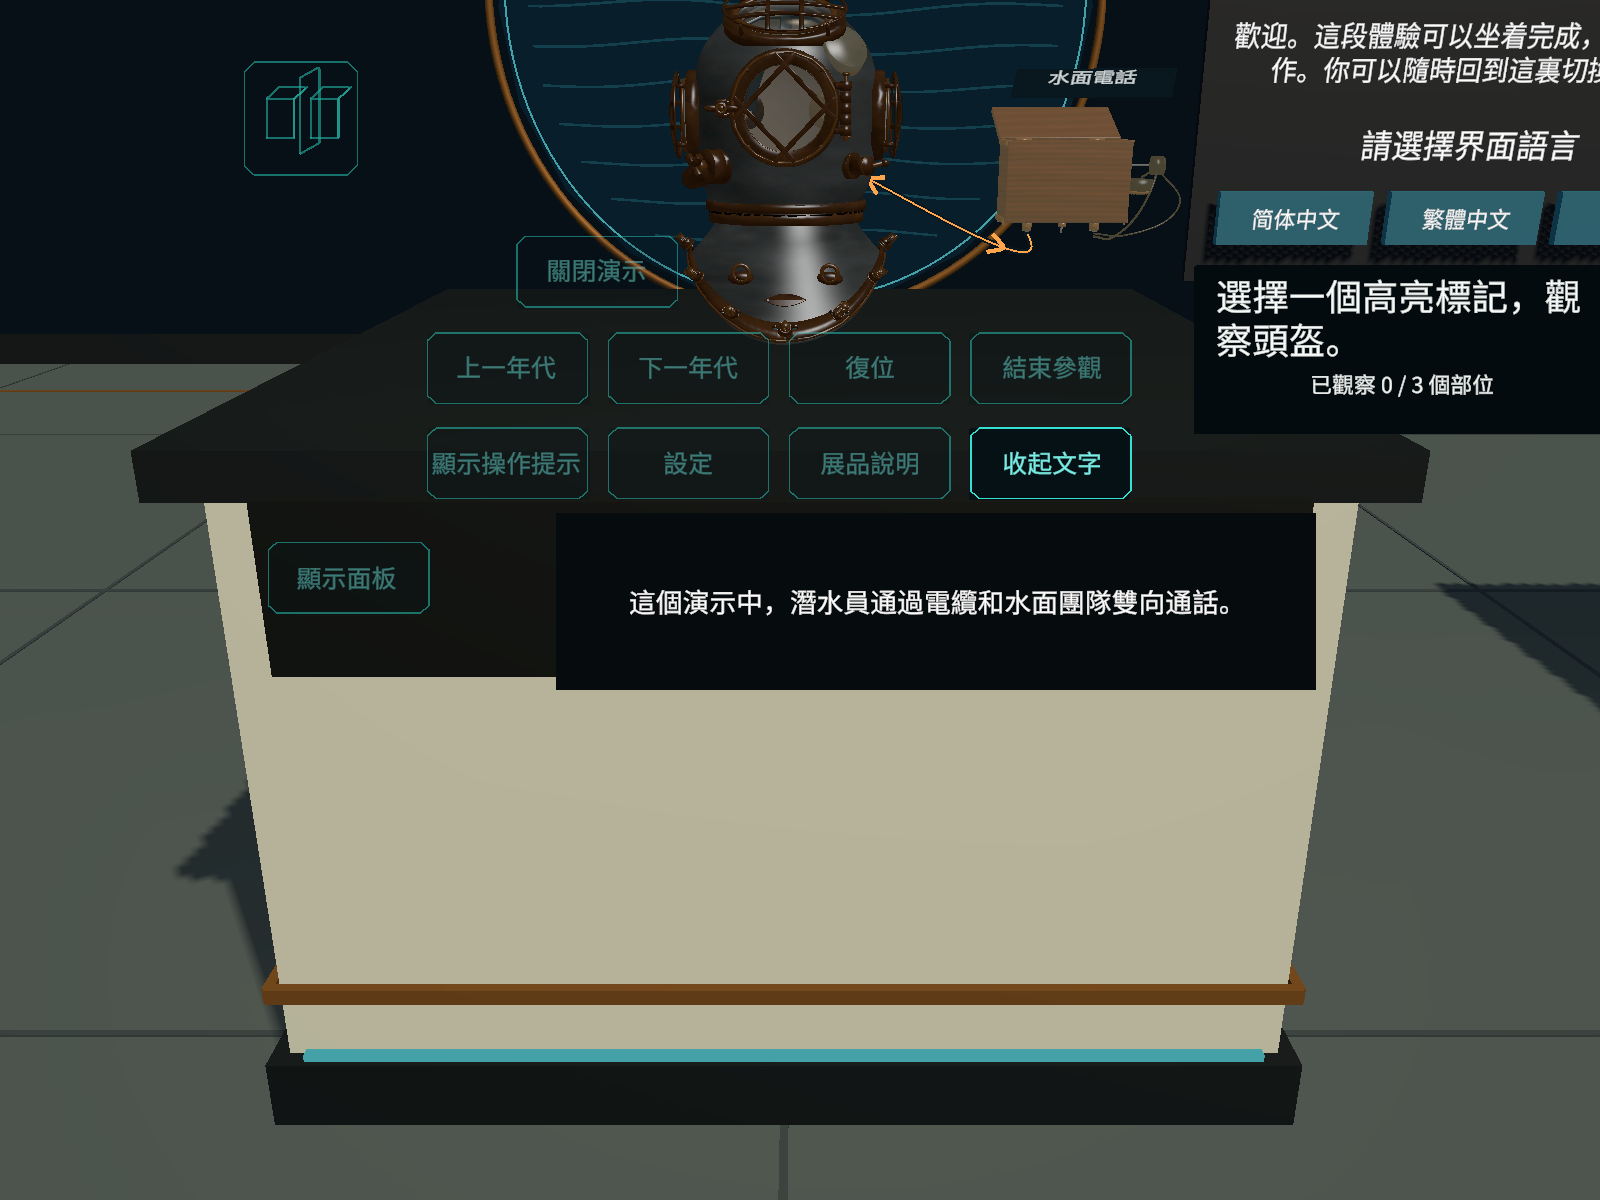 歡迎。這段體驗可以坐着完成，
作。你可以隨時回到這裏切
請選擇界面語言
简体中文
繁體中文
水面電話
選擇一個高亮標記，觀
察頭盔。
已觀察 0 / 3 個部位
關閉演示
上一年代
下一年代
復位
結束參觀
顯示操作提示
設定
展品說明
收起文字
顯示面板
這個演示中，潛水員通過電纜和水面團隊雙向通話。